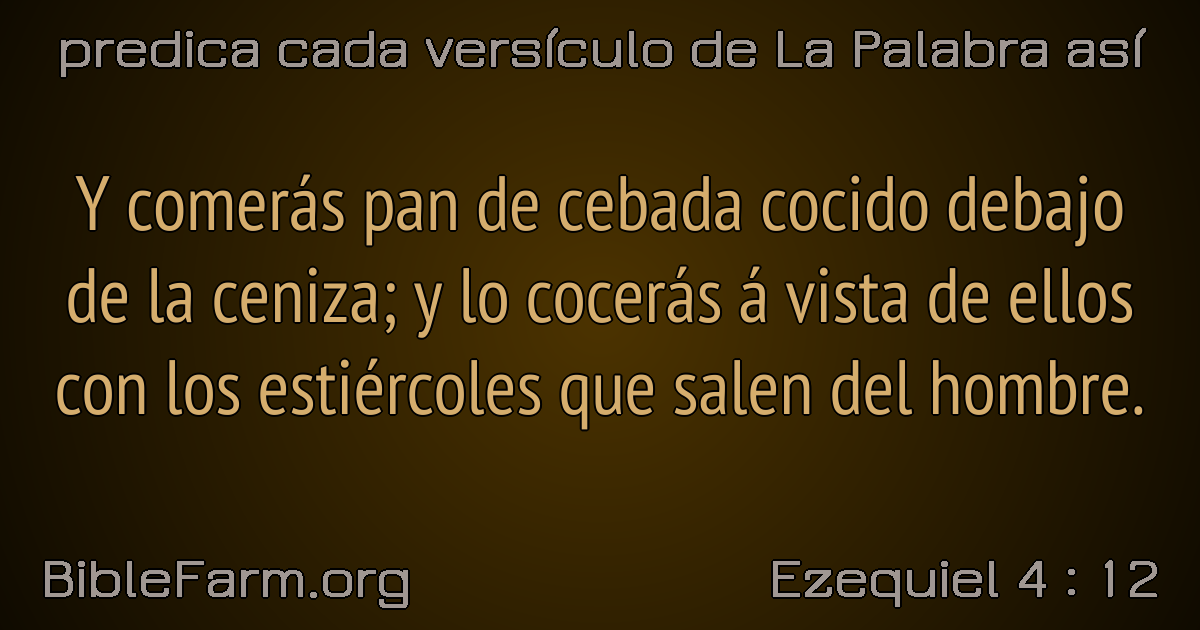 predica cada versículo de La Palabra así
Y comerás pan de cebada cocido debajo
de la ceniza; y lo cocerás á vista de ellos
con los estiércoles que salen del hombre.
BibleFarm.org
Ezequiel 4 : 12